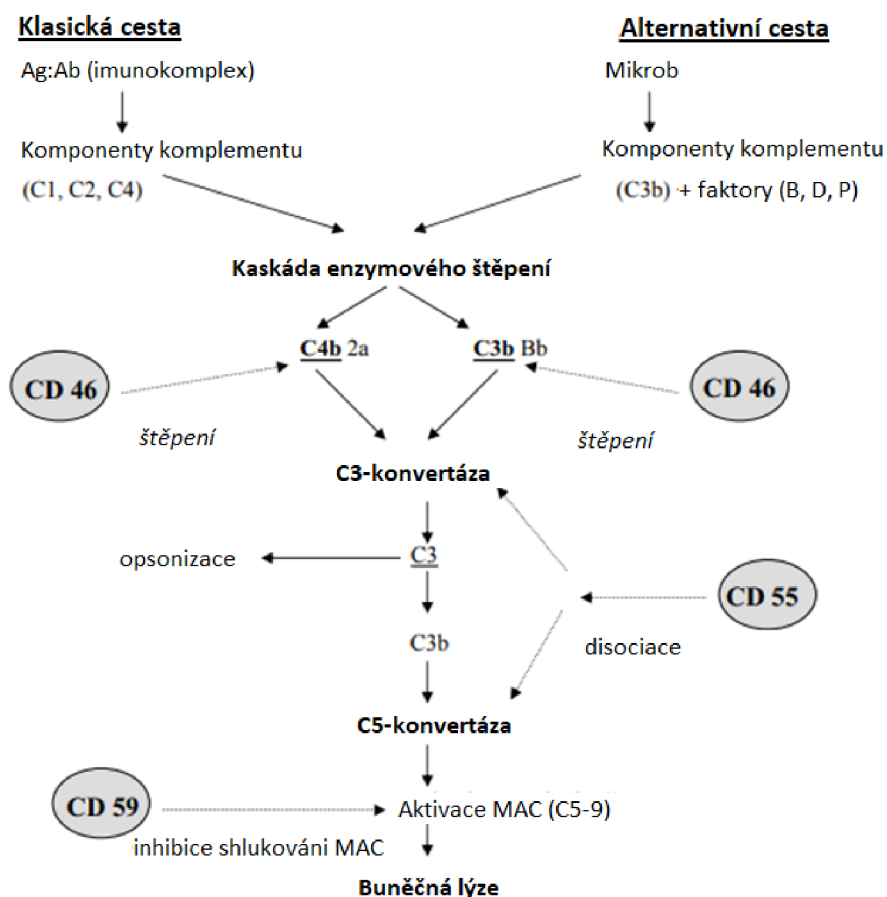 Klasická cesta
Alternativní cesta
Ag:Ab (imunokomplex)
Mikrob
Komponenty komplementu
(C1, C2, C4)
Komponenty komplementu
(C3b) + faktory (B, D, P)
Kaskáda enzymového štěpení
C4b 2a
C3b Bb
CD 46
CD 46
štěpení
štěpení
C3-konvertáza
opsonizace
C3
CD 55
C3b
disociace
C5-konvertáza
CD 59
Aktivace MAC (C5-9)
inhibice shlukováni MAC
Buněčná lýze